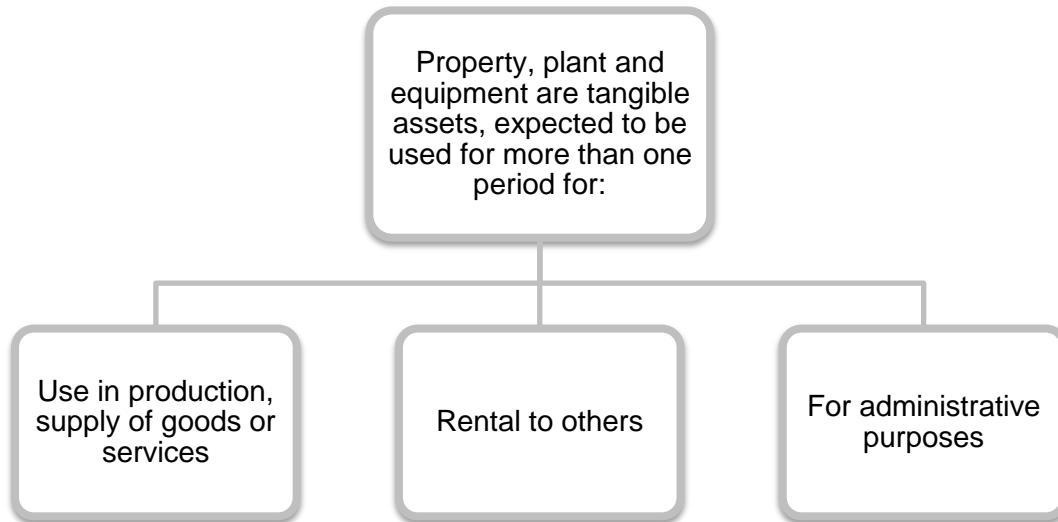 Property, plant and
equipment are tangible
assets, expected to be
used for more than one
period for:
Use in production,
supply of goods or
services
Rental to others
For administrative
purposes